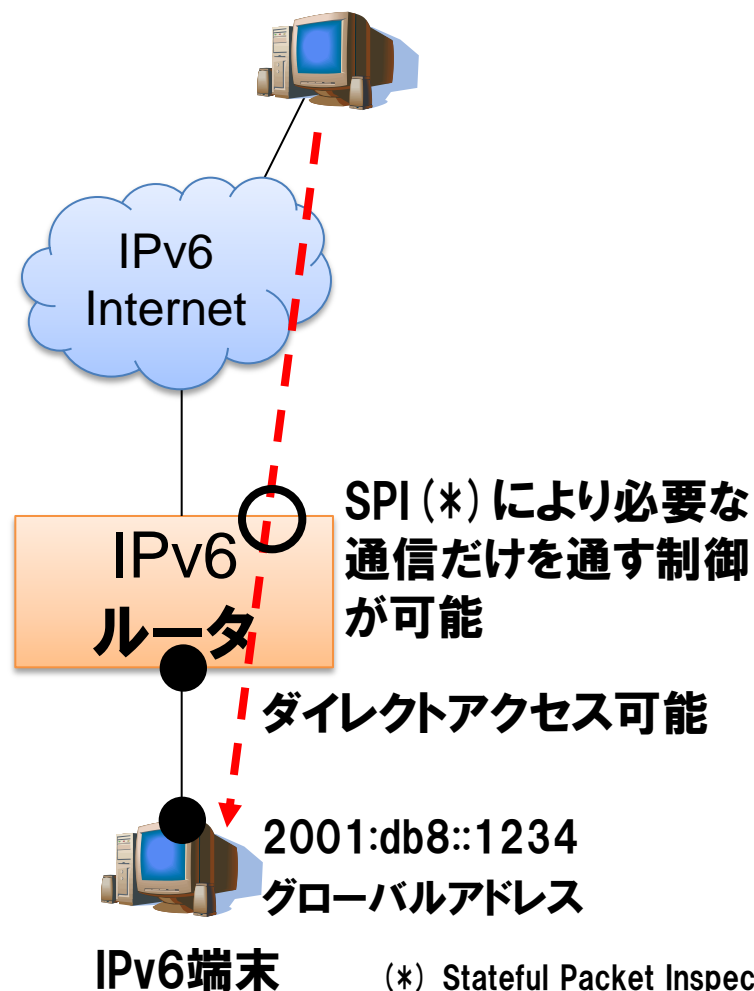 IPv6
Internet
SPI(*)により必要な
通信だけを通す制御
が可能
IPv6
ルータ
ダイレクトアクセス可能
2001:db8::1234
グローバルアドレス
IPv6端末
(*) Stateful Packet Inspec